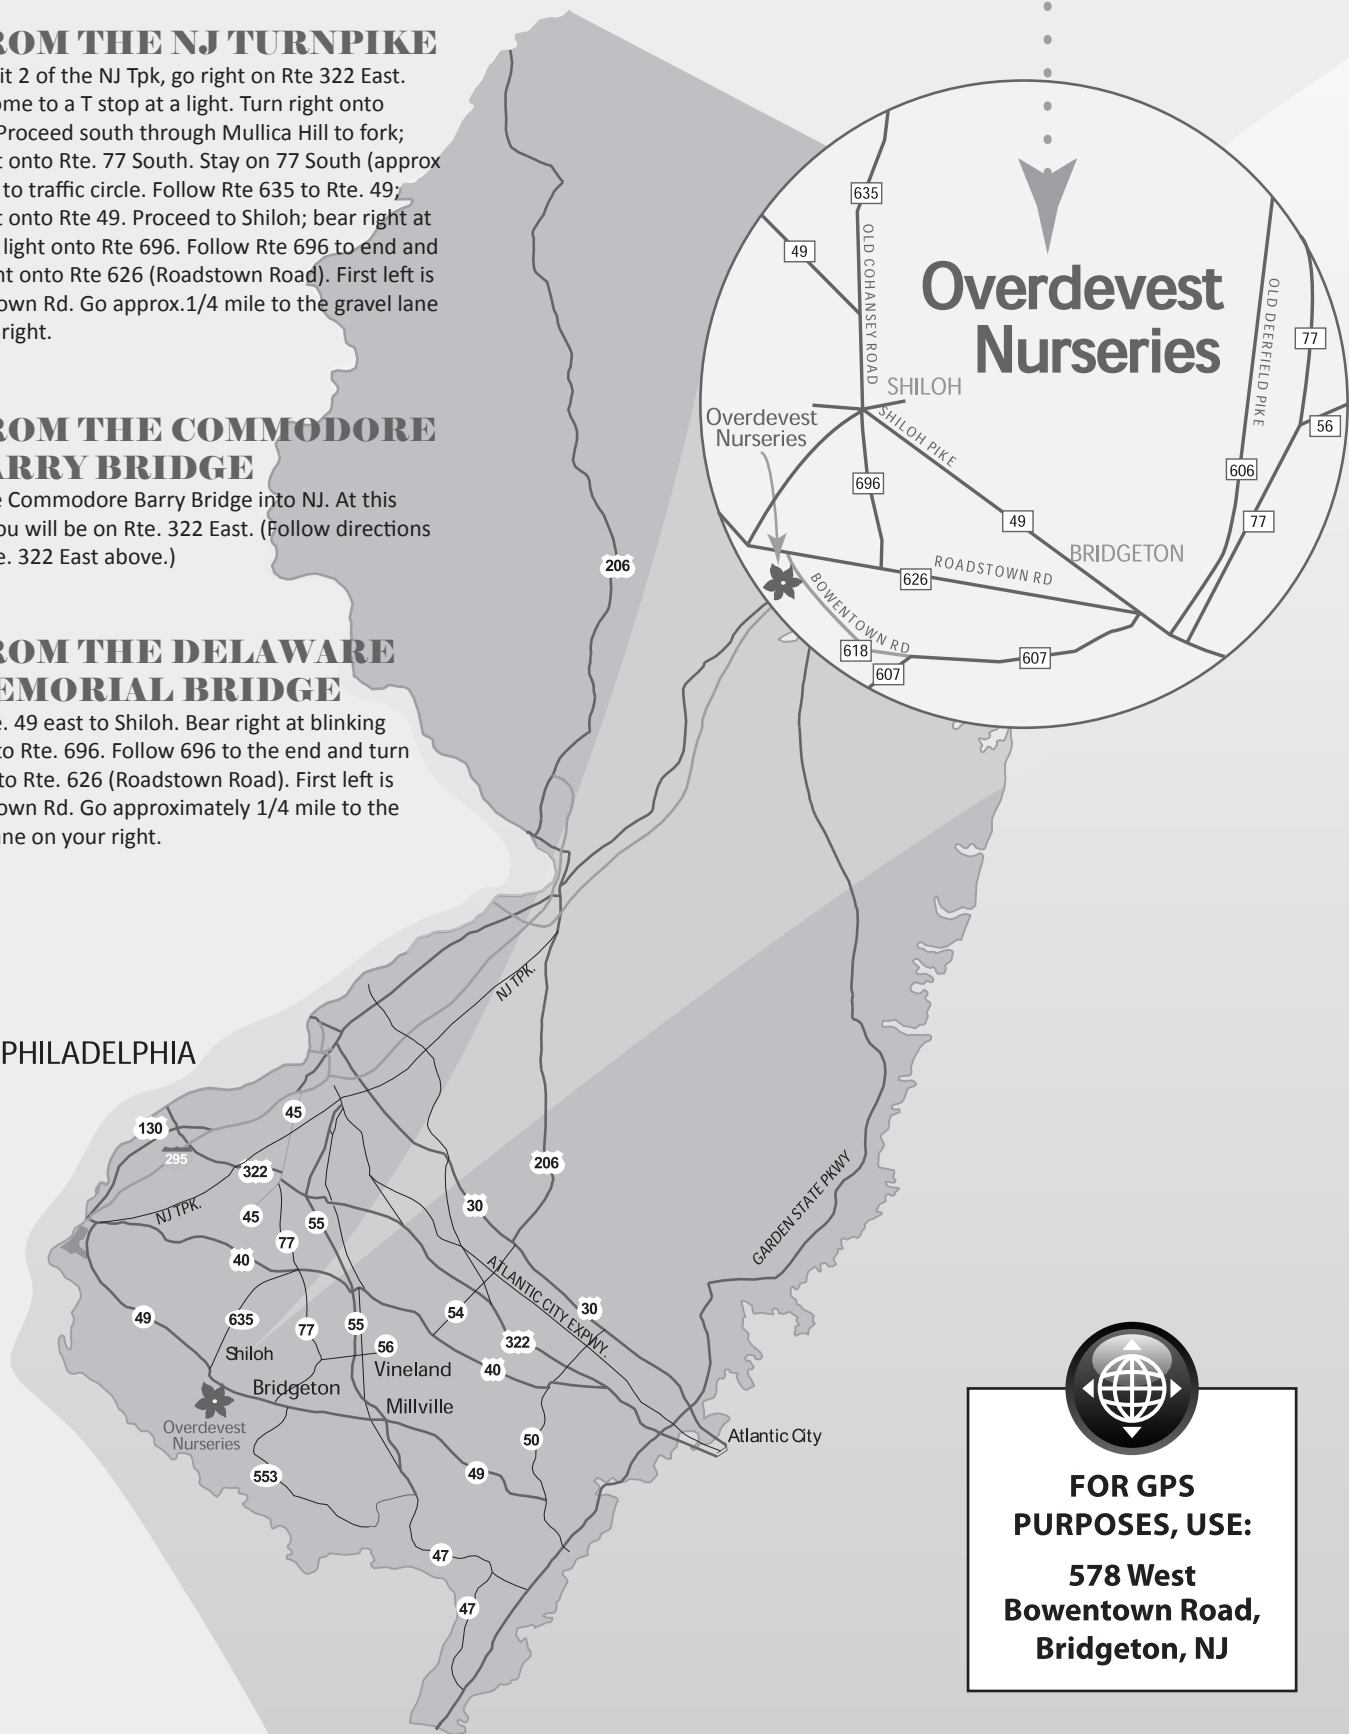 ROM THE NJ TURNPIKE
it 2 of the NJ Tpk, go right on Rte 322 East.
ome to a T stop at a light. Turn right onto
Proceed south through Mullica Hill to fork;
t onto Rte. 77 South. Stay on 77 South (approx
to traffic circle. Follow Rte 635 to Rte. 49;
t onto Rte 49. Proceed to Shiloh; bear right at
light onto Rte 696. Follow Rte 696 to end and
nt onto Rte 626 (Roadstown Road). First left is
own Rd. Go approx.1/4 mile to the gravel lane
right.
ROM THE COMMODORE
ARRY BRIDGE
e Commodore Barry Bridge into NJ. At this
ou will be on Rte. 322 East. (Follow directions
e. 322 East above.)
ROM THE DELAWARE
EMORIAL BRIDGE
e. 49 east to Shiloh. Bear right at blinking
to Rte. 696. Follow 696 to the end and turn
to Rte. 626 (Roadstown Road). First left is
own Rd. Go approximately 1/4 mile to the
ane on your right.
635
49
OLD COHANSEY ROAD
Overdevest
Nurseries
OLD DEERFIELD PIKE
77
SHILOH
Overdevest
Nurseries
SHILOH PIKE
56
606
696
49
77
BRIDGETON
ROADSTOWN RD
626
BOWENTOWN RD
618
607
607
206
NJ TPK.
PHILADELPHIA
45
130
295
322
206
NJ TPK.
45
55
30
77
40
GARDEN STATE PKWY
ATLANTIC CITY EXPWY.
49
635
77
55
54
30
56
322
Shiloh
Vineland
40
Bridgeton
Millville
Overdevest
Nurseries
50
Atlantic City
553
49
47
47
FOR GPS
PURPOSES, USE:
578 West
Bowentown Road,
Bridgeton, NJ